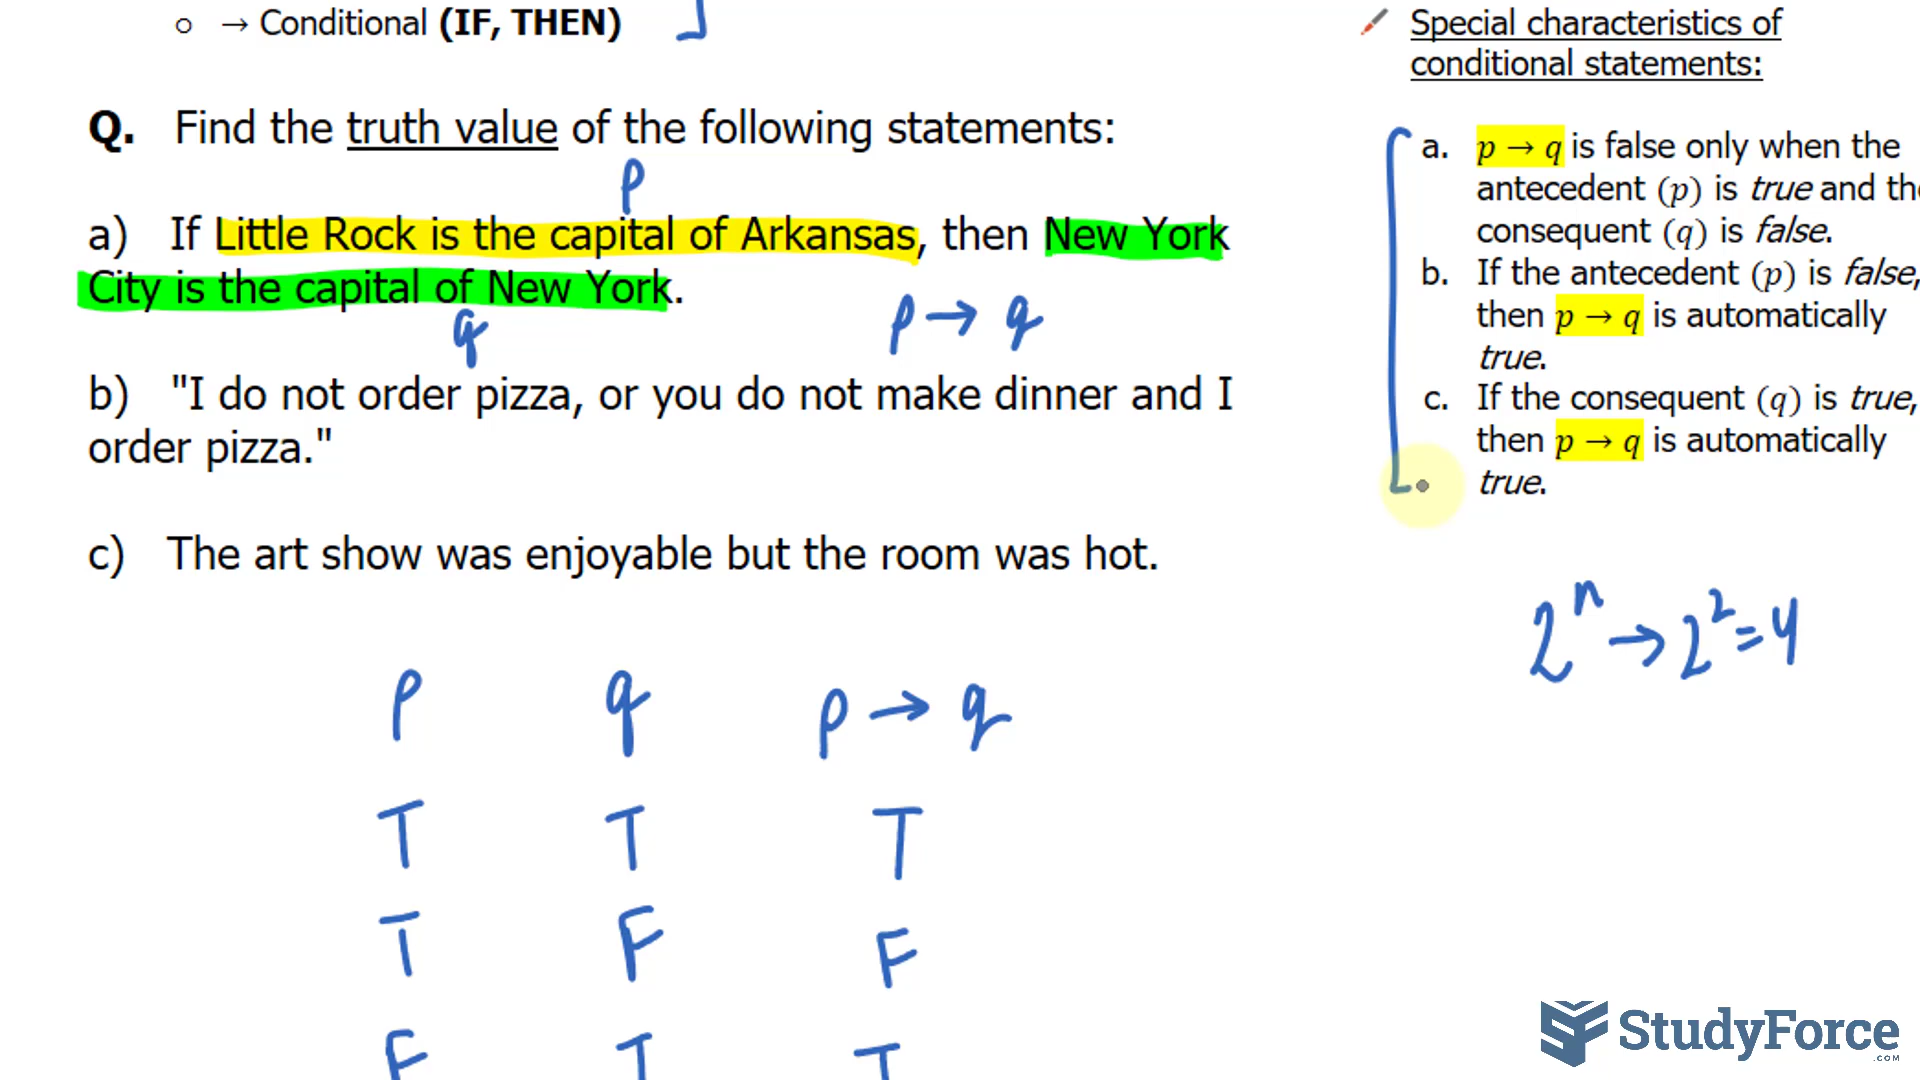 ○ → Conditional (IF, THEN)
Q. Find the truth value of the following statements:
p
a) If Little Rock is the capital of Arkansas, then New York
City is the capital of New York.
q
p → q
b) "I do not order pizza, or you do not make dinner and I
order pizza."
c) The art show was enjoyable but the room was hot.
p q p → q
T T T
T F F
F T T
Special characteristics of
conditional statements:
a. p → q is false only when the
antecedent (p) is true and the
consequent (q) is false.
b. If the antecedent (p) is false,
then p → q is automatically
true.
c. If the consequent (q) is true,
then p → q is automatically
true.
2ⁿ → 2² = 4
StudyForce
.COM